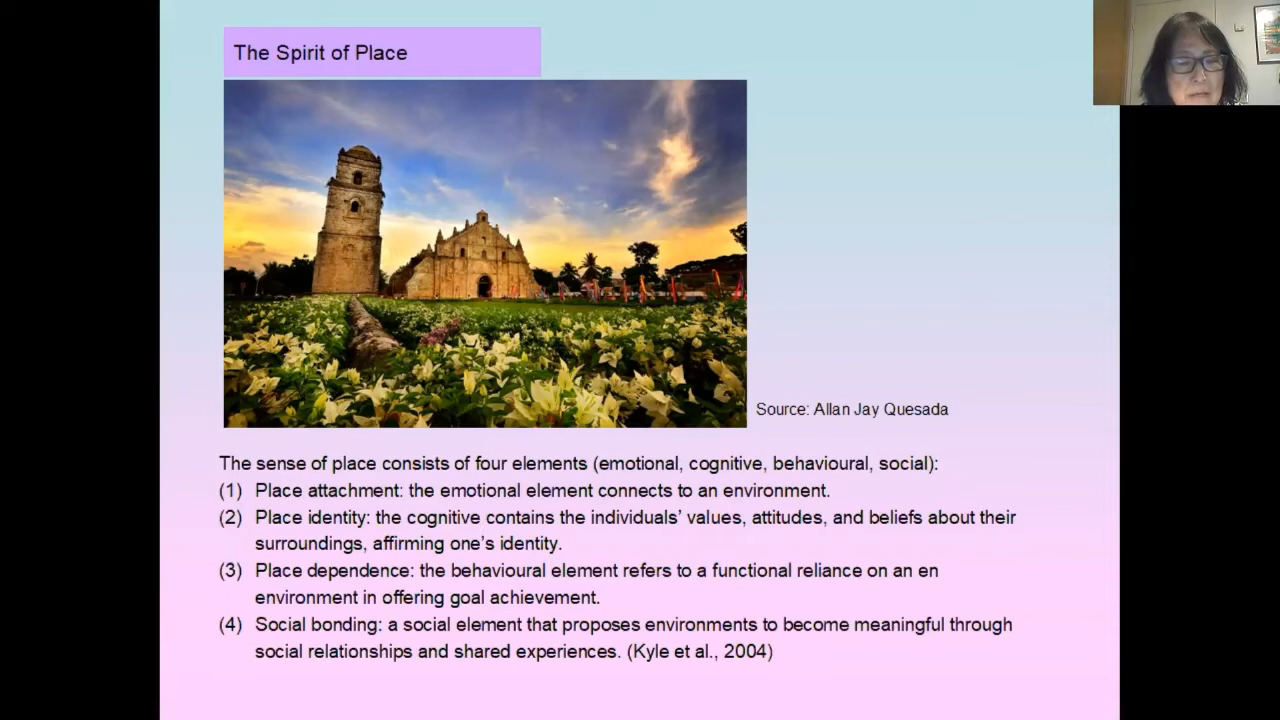 The Spirit of Place
Source: Allan Jay Quesada
The sense of place consists of four elements (emotional, cognitive, behavioural, social):
(1) Place attachment: the emotional element connects to an environment.
(2) Place identity: the cognitive contains the individuals' values, attitudes, and beliefs about their
surroundings, affirming one's identity.
(3) Place dependence: the behavioural element refers to a functional reliance on an en
environment in offering goal achievement.
(4) Social bonding: a social element that proposes environments to become meaningful through
social relationships and shared experiences. (Kyle et al., 2004)